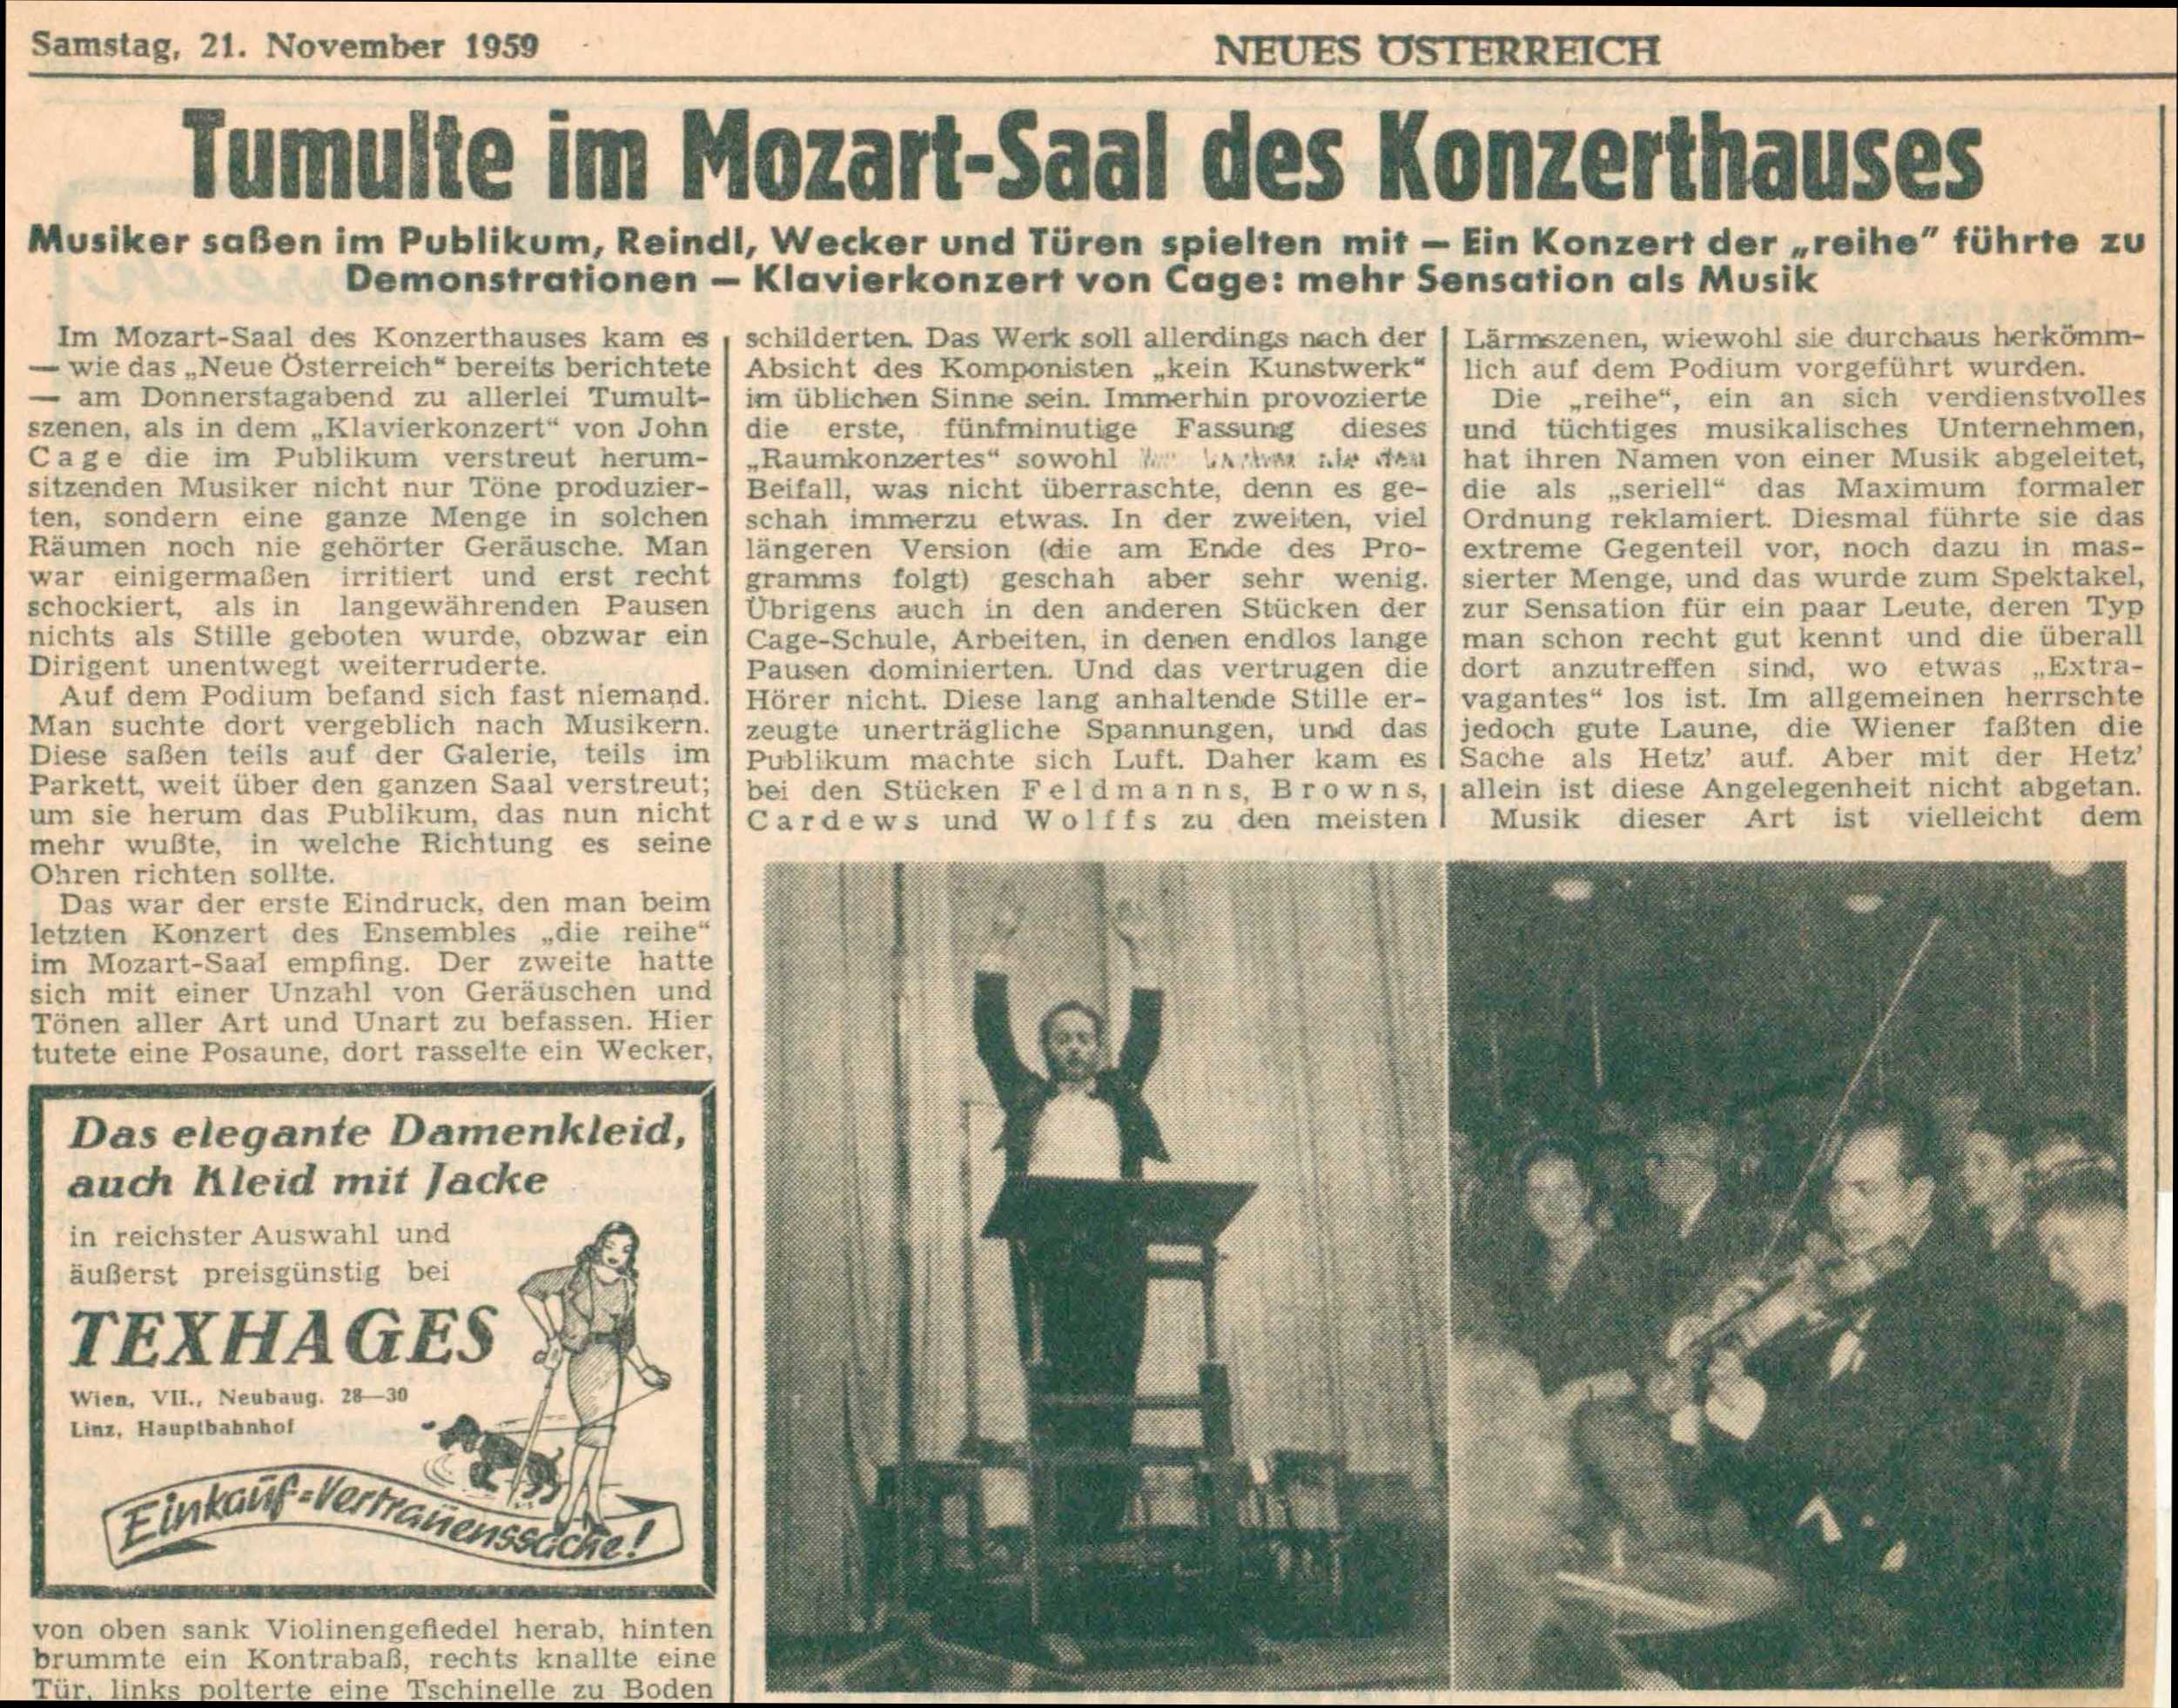 Samstag, 21. November 1959
NEUES ÖSTERREICH
Tumulte im Mozart-Saal des Konzerthauses
Musiker saßen im Publikum, Reindl, Wecker und Türen spielten mit — Ein Konzert der „reihe" führte zu
Demonstrationen — Klavierkonzert von Cage: mehr Sensation als Musik
Im Mozart-Saal des Konzerthauses kam es
— wie das „Neue Österreich" bereits berichtete
— am Donnerstagabend zu allerlei Tumult-
szenen, als in dem „Klavierkonzert" von John
Cage die im Publikum verstreut herum-
sitzenden Musiker nicht nur Töne produzier-
ten, sondern eine ganze Menge in solchen
Räumen noch nie gehörter Geräusche. Man
war einigermaßen irritiert und erst recht
schockiert, als in langewährenden Pausen
nichts als Stille geboten wurde, obzwar ein
Dirigent unentwegt weiterruderte.
Auf dem Podium befand sich fast niemand.
Man suchte dort vergeblich nach Musikern.
Diese saßen teils auf der Galerie, teils im
Parkett, weit über den ganzen Saal verstreut;
um sie herum das Publikum, das nun nicht
mehr wußte, in welche Richtung es seine
Ohren richten sollte.
Das war der erste Eindruck, den man beim
letzten Konzert des Ensembles „die reihe"
im Mozart-Saal empfing. Der zweite hatte
sich mit einer Unzahl von Geräuschen und
Tönen aller Art und Unart zu befassen. Hier
tutete eine Posaune, dort rasselte ein Wecker,
Das elegante Damenkleid,
auch Kleid mit Jacke
in reichster Auswahl und
äußerst preisgünstig bei
TEXHAGES
Wien, VII., Neubaug. 28—30
Linz, Hauptbahnhof
Einkauf=Vertrauenssache!
von oben sank Violinengefiedel herab, hinten
brummte ein Kontrabaß, rechts knallte eine
Tür, links polterte eine Tschinelle zu Boden
schilderten. Das Werk soll allerdings nach der
Absicht des Komponisten „kein Kunstwerk"
im üblichen Sinne sein. Immerhin provozierte
die erste, fünfminutige Fassung dieses
„Raumkonzertes" sowohl
Beifall, was nicht überraschte, denn es ge-
schah immerzu etwas. In der zweiten, viel
längeren Version (die am Ende des Pro-
gramms folgt) geschah aber sehr wenig.
Übrigens auch in den anderen Stücken der
Cage-Schule, Arbeiten, in denen endlos lange
Pausen dominierten. Und das vertrugen die
Hörer nicht. Diese lang anhaltende Stille er-
zeugte unerträgliche Spannungen, und das
Publikum machte sich Luft. Daher kam es
bei den Stücken Feldmanns, Browns,
Cardews und Wolffs zu den meisten
Lärmszenen, wiewohl sie durchaus herkömm-
lich auf dem Podium vorgeführt wurden.
Die „reihe", ein an sich verdienstvolles
und tüchtiges musikalisches Unternehmen,
hat ihren Namen von einer Musik abgeleitet,
die als „seriell" das Maximum formaler
Ordnung reklamiert. Diesmal führte sie das
extreme Gegenteil vor, noch dazu in mas-
sierter Menge, und das wurde zum Spektakel,
zur Sensation für ein paar Leute, deren Typ
man schon recht gut kennt und die überall
dort anzutreffen sind, wo etwas „Extra-
vagantes" los ist. Im allgemeinen herrschte
jedoch gute Laune, die Wiener faßten die
Sache als Hetz' auf. Aber mit der Hetz'
allein ist diese Angelegenheit nicht abgetan.
Musik dieser Art ist vielleicht dem